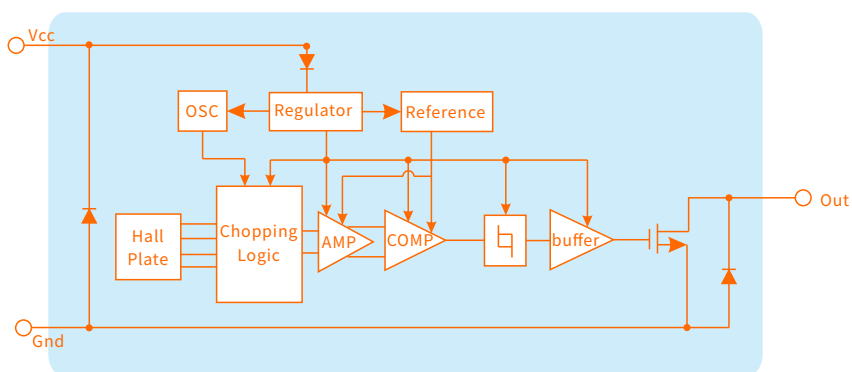 Vcc
OSC
Regulator
Reference
Hall
Plate
Chopping
Logic
AMP
COMP
buffer
Out
Gnd